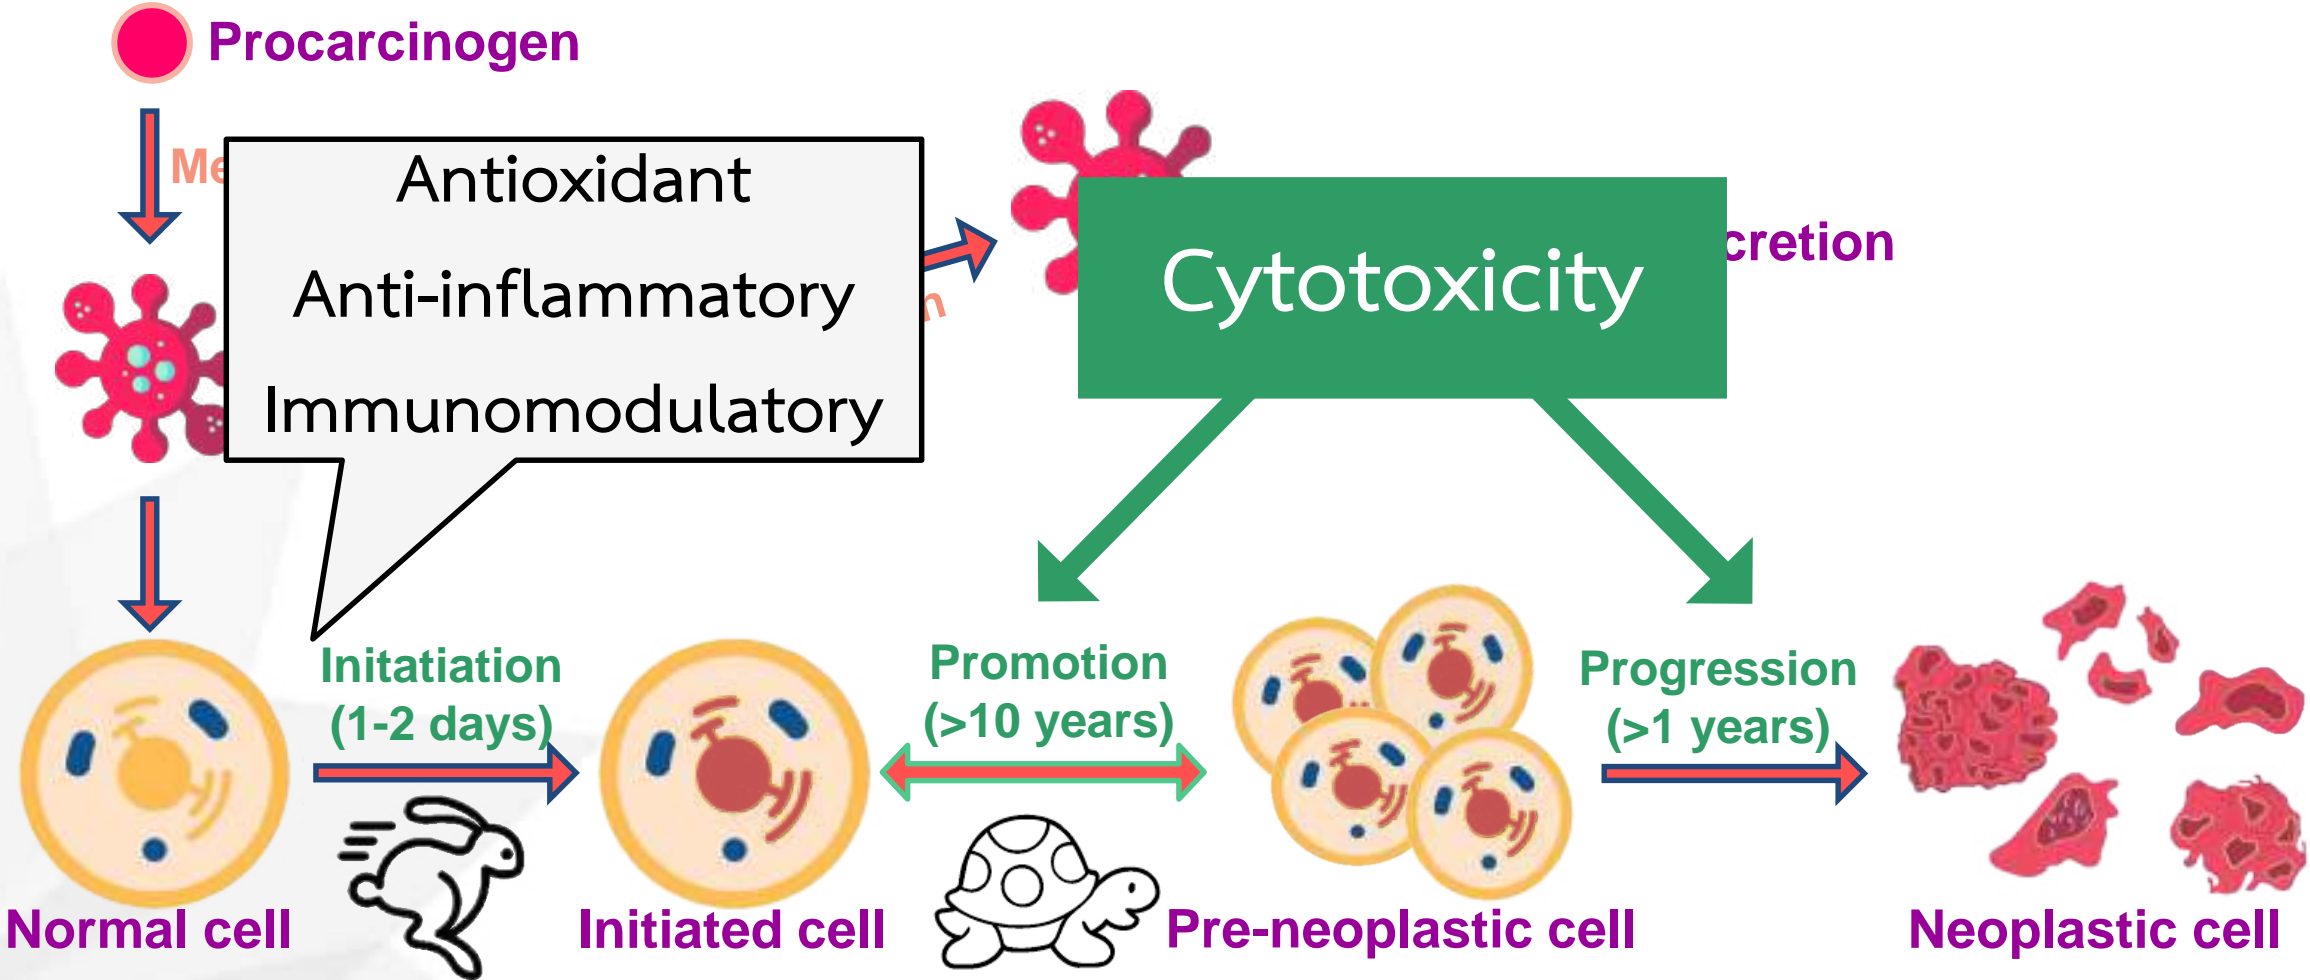 Procarcinogen
Antioxidant
Anti-inflammatory
Immunomodulatory
Cytotoxicity
Initatiation
(1-2 days)
Promotion
(>10 years)
Progression
(>1 years)
Normal cell
Initiated cell
Pre-neoplastic cell
Neoplastic cell